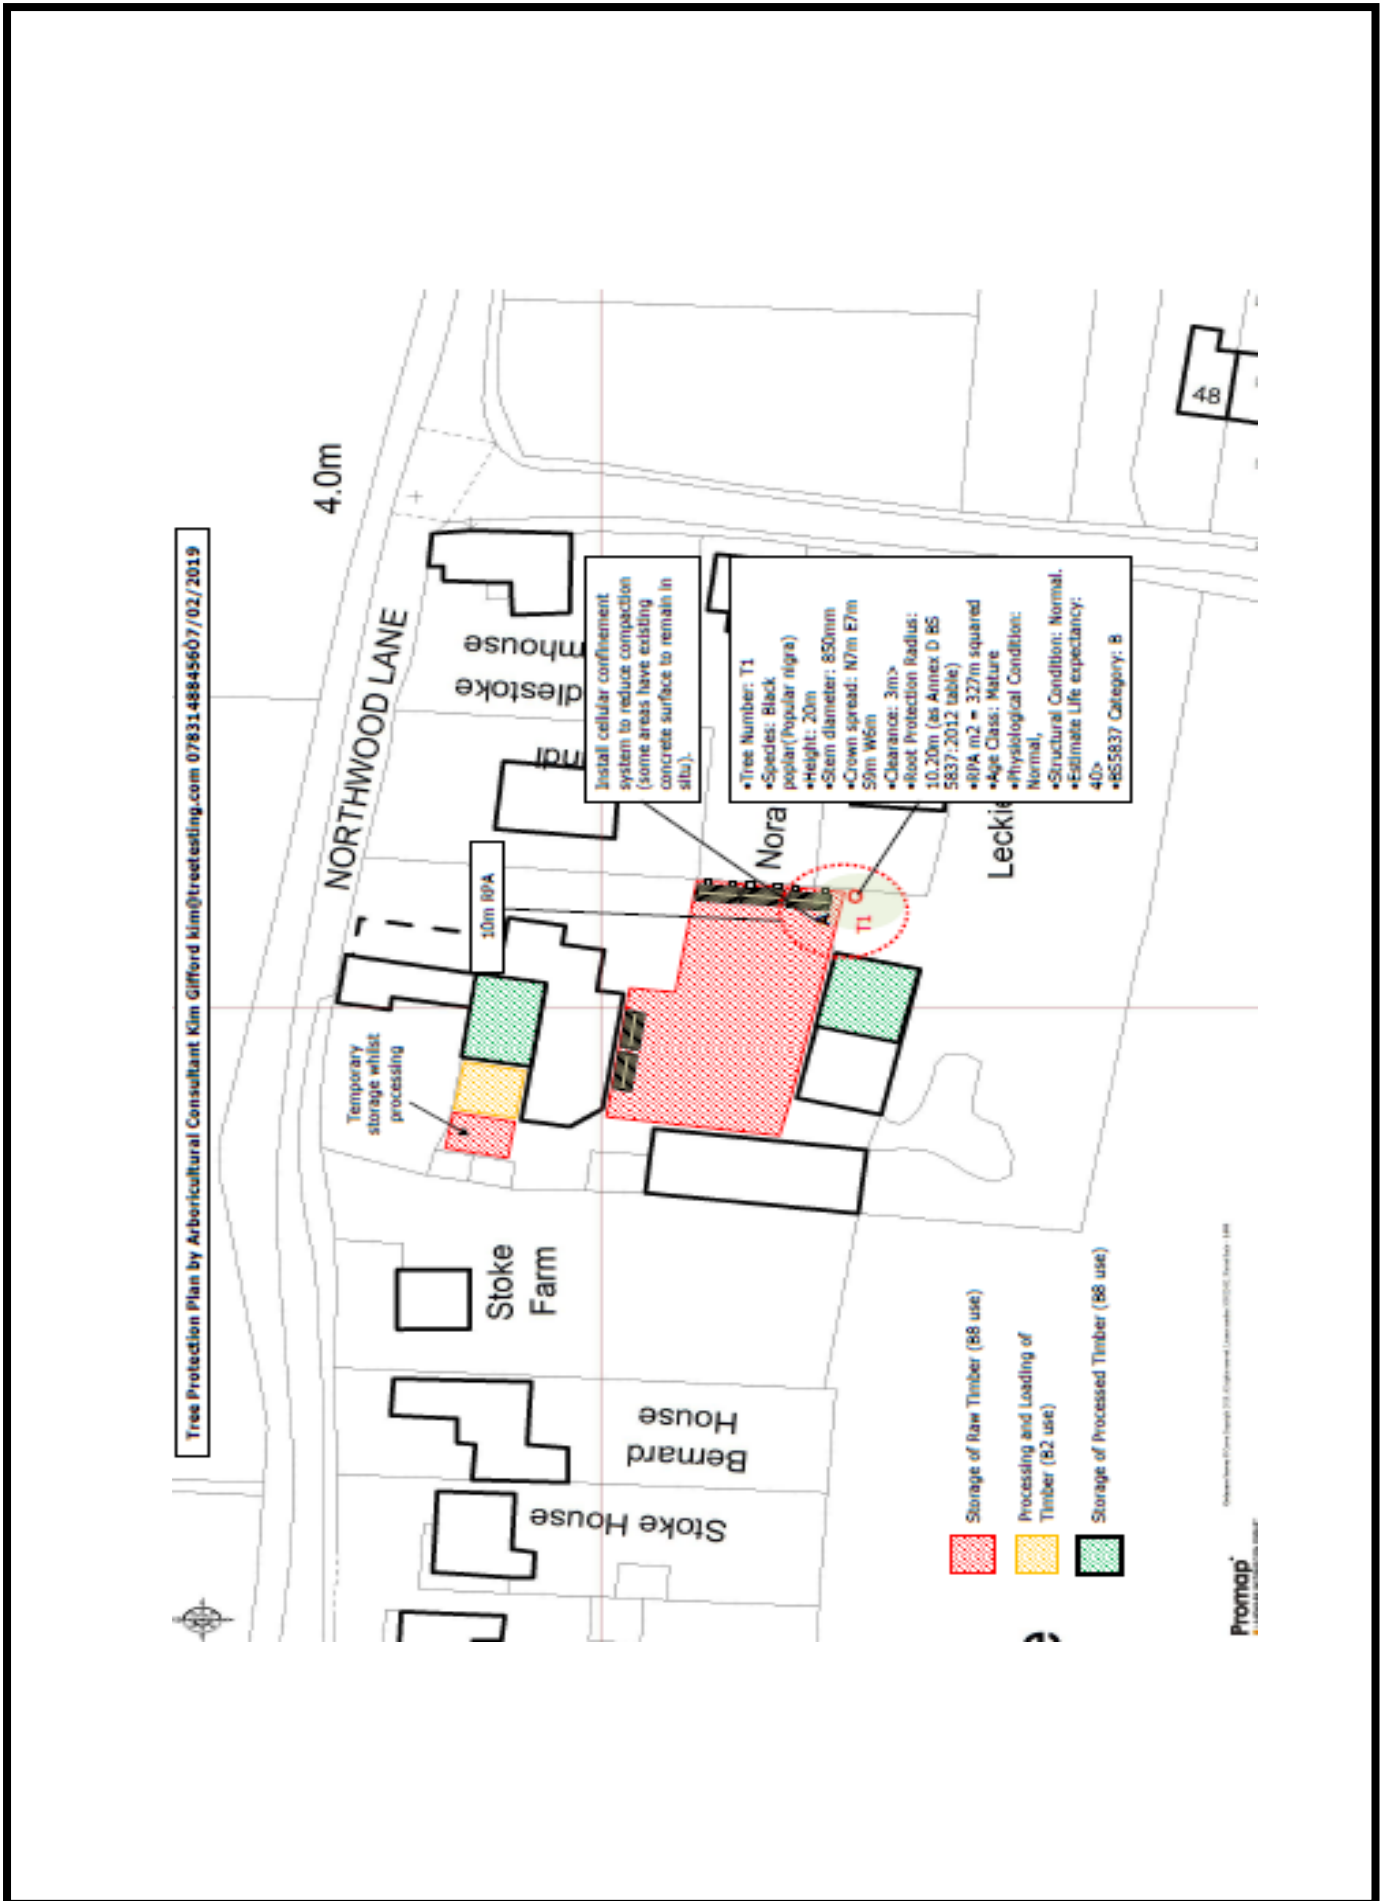 Tree Protection Plan by Arboricultural Consultant Kim Gifford kim@treetesting.com 07831488456 07/02/2019
4.0m
NORTHWOOD LANE
Temporary
storage whilst
processing
10m RPA
mhouse
dlestoke
ndl
Install cellular confinement
system to reduce compaction
(some areas have existing
concrete surface to remain in
situ).
•Tree Number: T1
•Species: Black
poplar(Popular nigra)
•Height: 20m
•Stem diameter: 850mm
•Crown spread: N7m E7m
S9m W6m
•Clearance: 3m>
•Root Protection Radius:
10.20m (as Annex D BS
5837:2012 table)
•RPA m2 = 327m squared
•Age Class: Mature
•Physiological Condition:
Normal,
•Structural Condition: Normal.
•Estimate Life expectancy:
40>
•BS5837 Category: B
Nora
Leckie
T1
48
Stoke
Farm
Bernard
House
Stoke House
Storage of Raw Timber (B8 use)
Processing and Loading of
Timber (B2 use)
Storage of Processed Timber (B8 use)
e
Promap